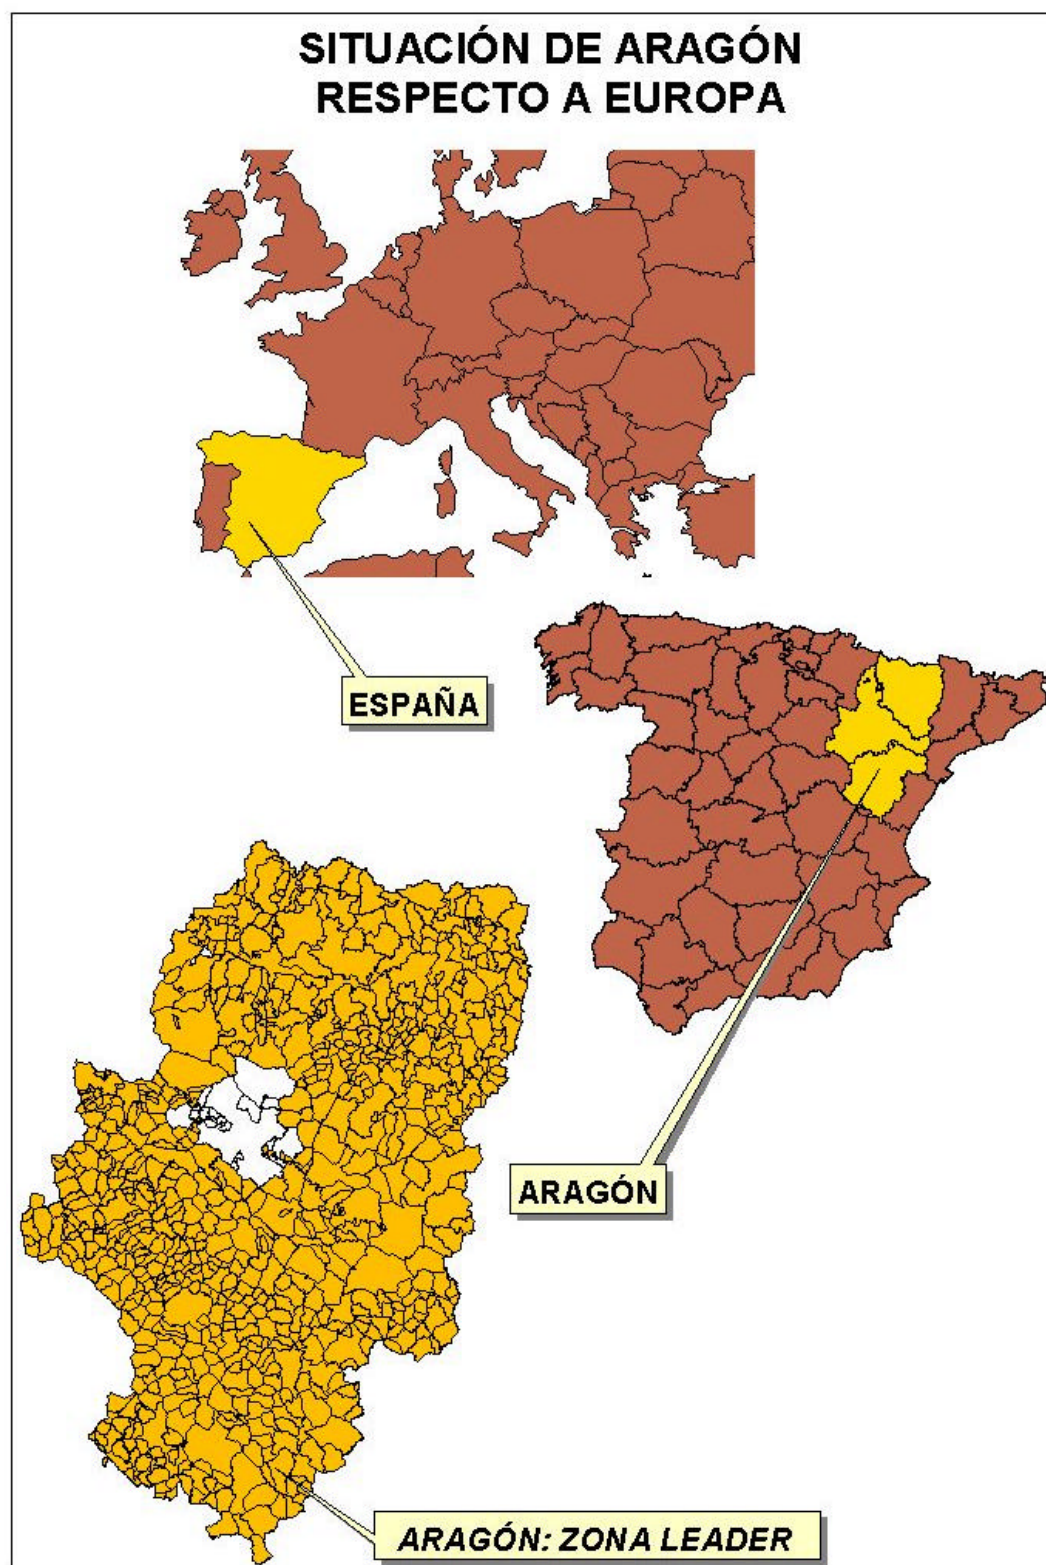 SITUACIÓN DE ARAGÓN
RESPECTO A EUROPA
ESPAÑA
ARAGÓN
ARAGÓN: ZONA LEADER